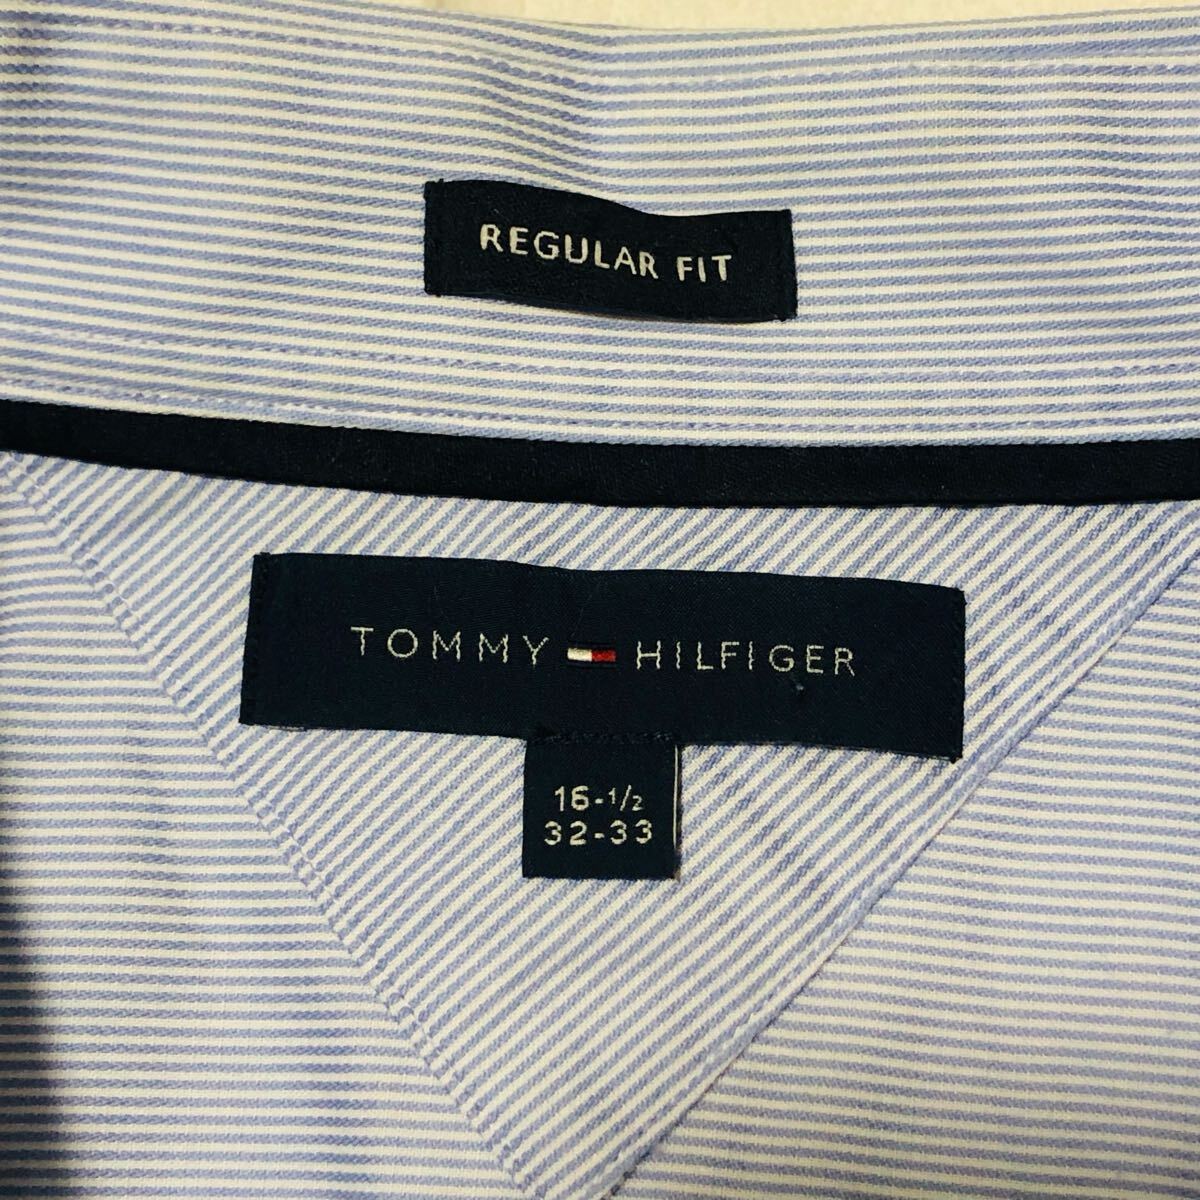 REGULAR FIT
TOMMY HILFIGER
16-1/2
32-33